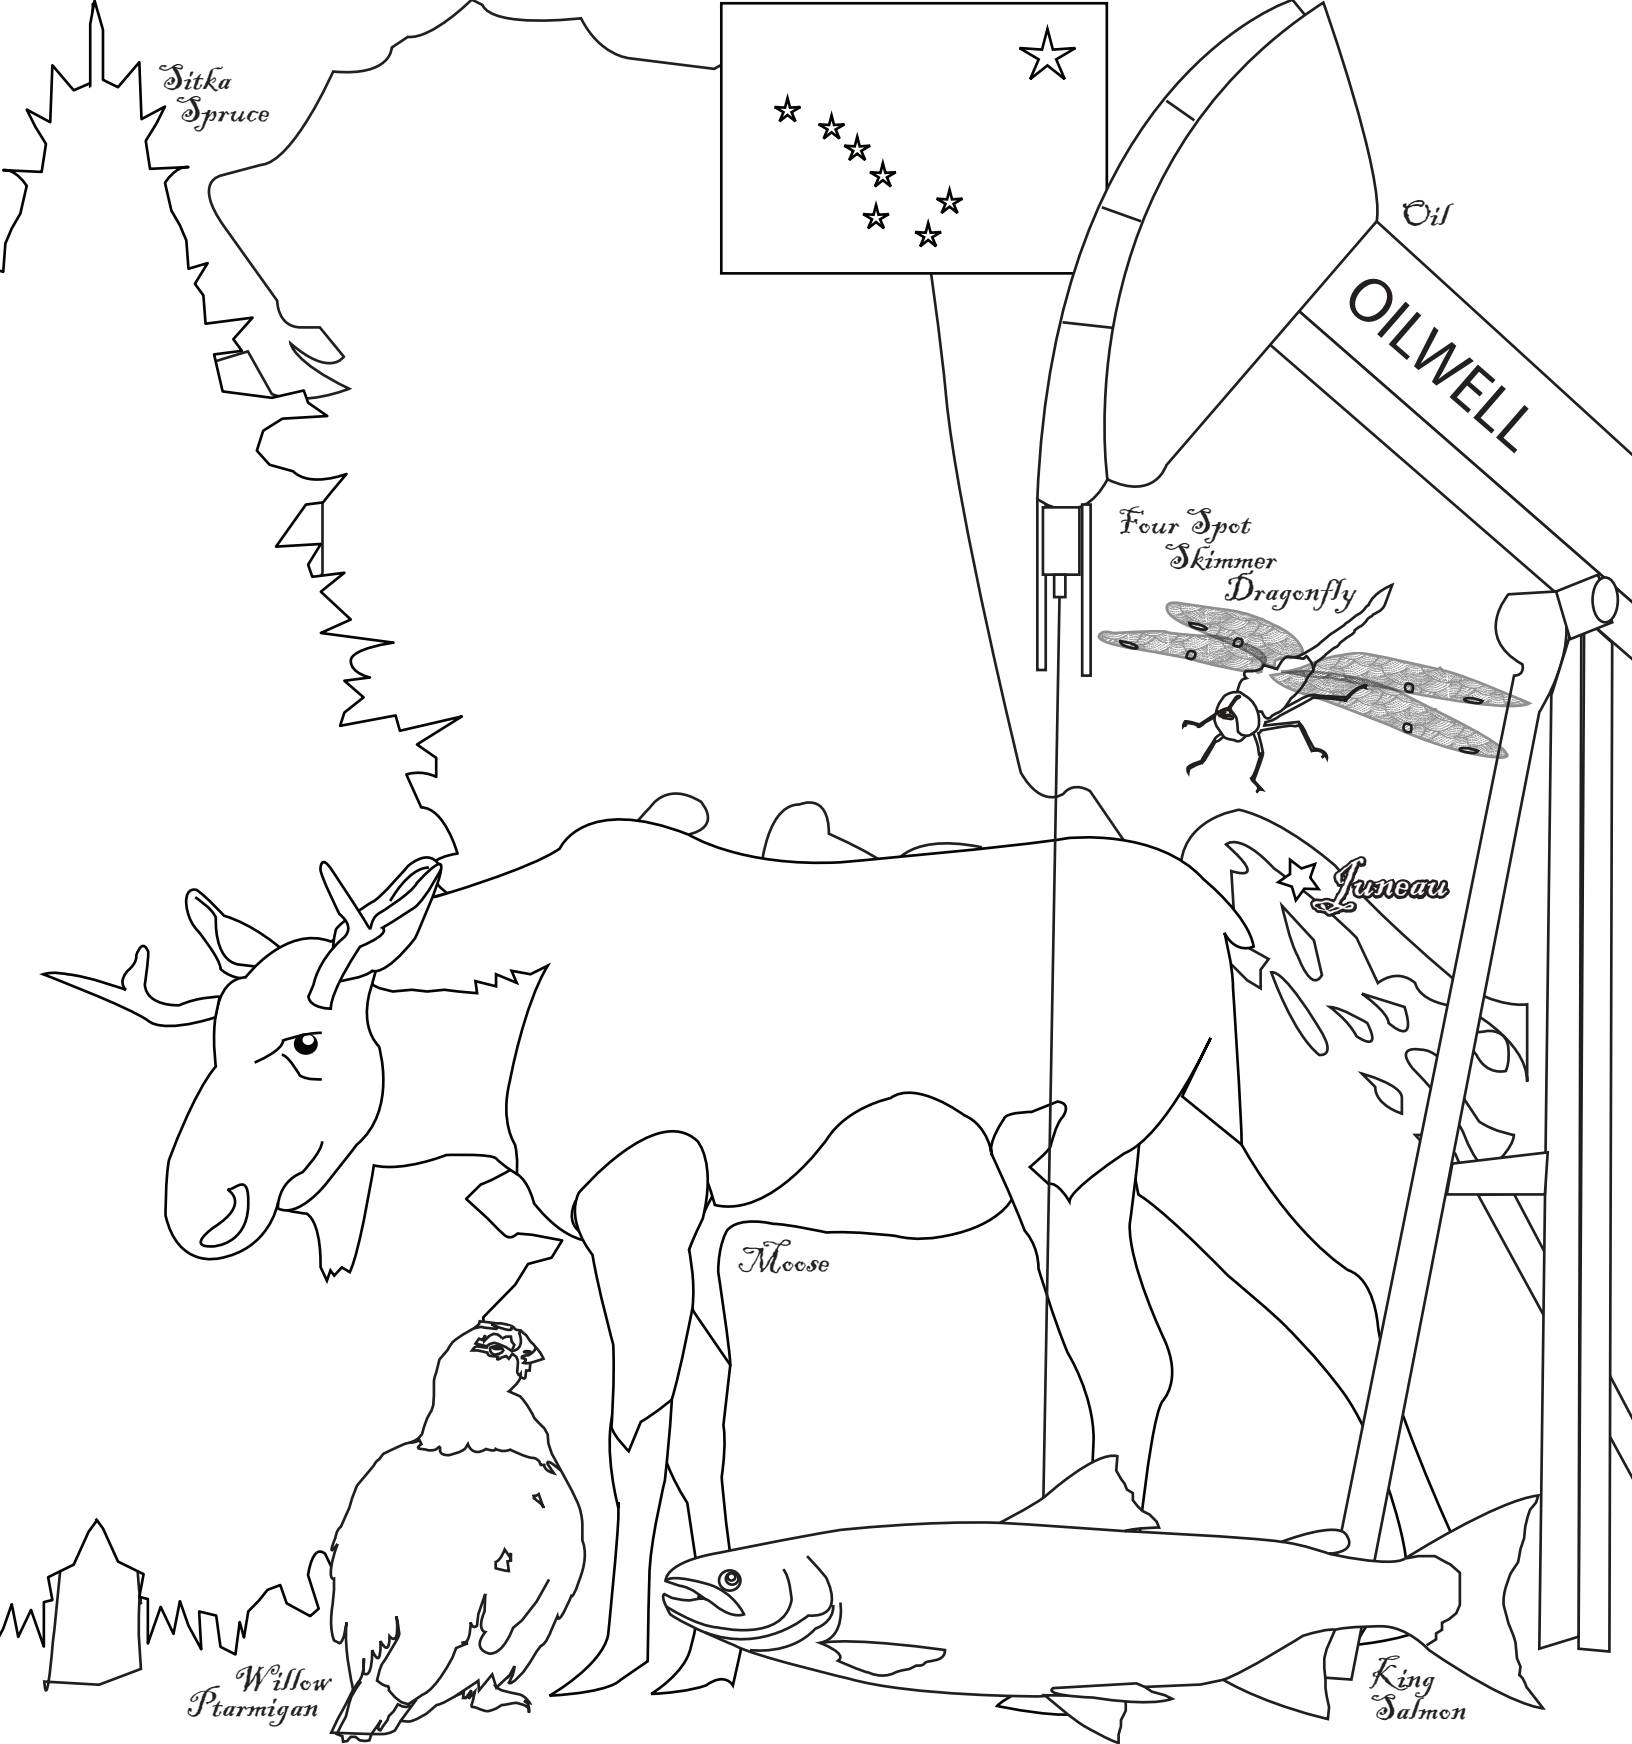 Sitka
Spruce
Oil
OILWELL
Four Spot
Skimmer
Dragonfly
Juneau
Moose
Willow
Ptarmigan
King
Salmon